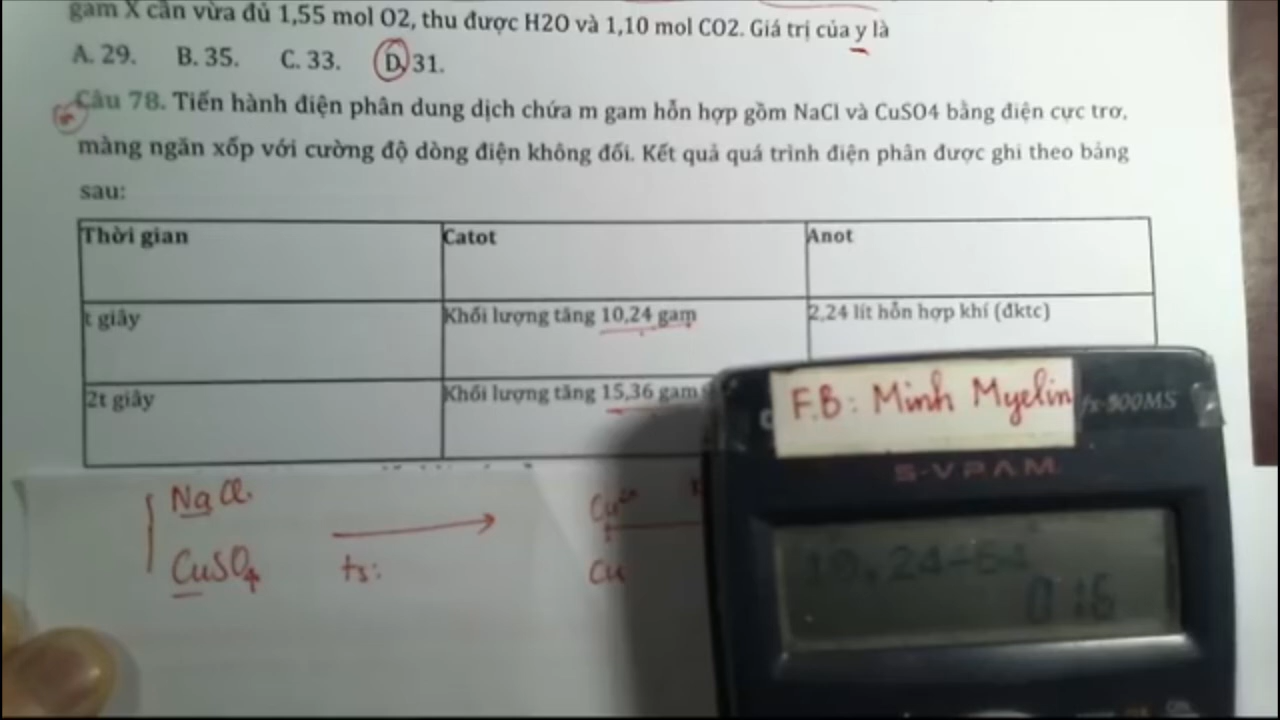 gam X cần vừa đủ 1,55 mol O2, thu được H2O và 1,10 mol CO2. Giá trị của y là
A. 29. B. 35. C. 33. D. 31.
Câu 78. Tiến hành điện phân dung dịch chứa m gam hỗn hợp gồm NaCl và CuSO4 bằng điện cực trơ,
màng ngăn xốp với cường độ dòng điện không đổi. Kết quả quá trình điện phân được ghi theo bảng
sau:
Thời gian Catot Anot
t giây Khối lượng tăng 10,24 gam 2,24 lít hỗn hợp khí (đktc)
2t giây Khối lượng tăng 15,36 gam
F.B: Minh Myelin fx-500MS
S-VPAM
NaCl.
CuSO4
ts:
Cu2+
Cu
10.24÷64
0.16